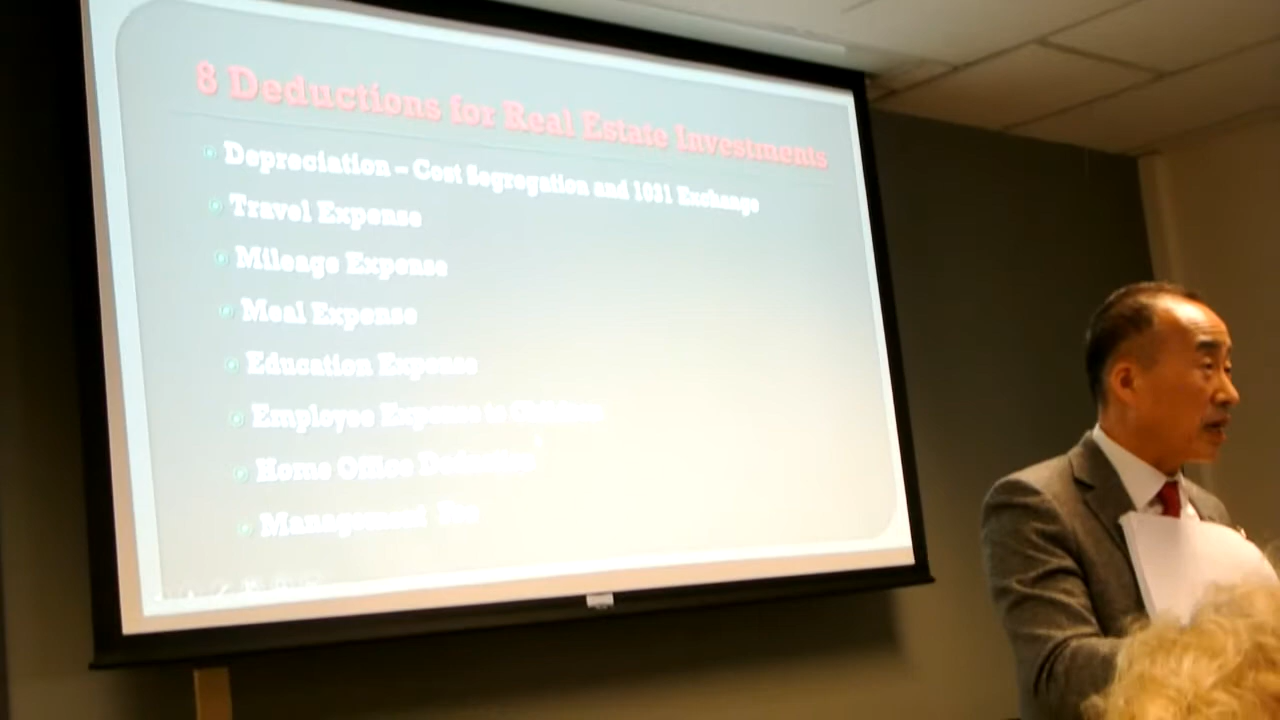 8 Deductions for Real Estate Investments
Depreciation – Cost Segregation and 1031 Exchange
Travel Expense
Mileage Expense
Meal Expense
Education Expense
Employee Expense to Children
Home Office Deduction
Management Fee